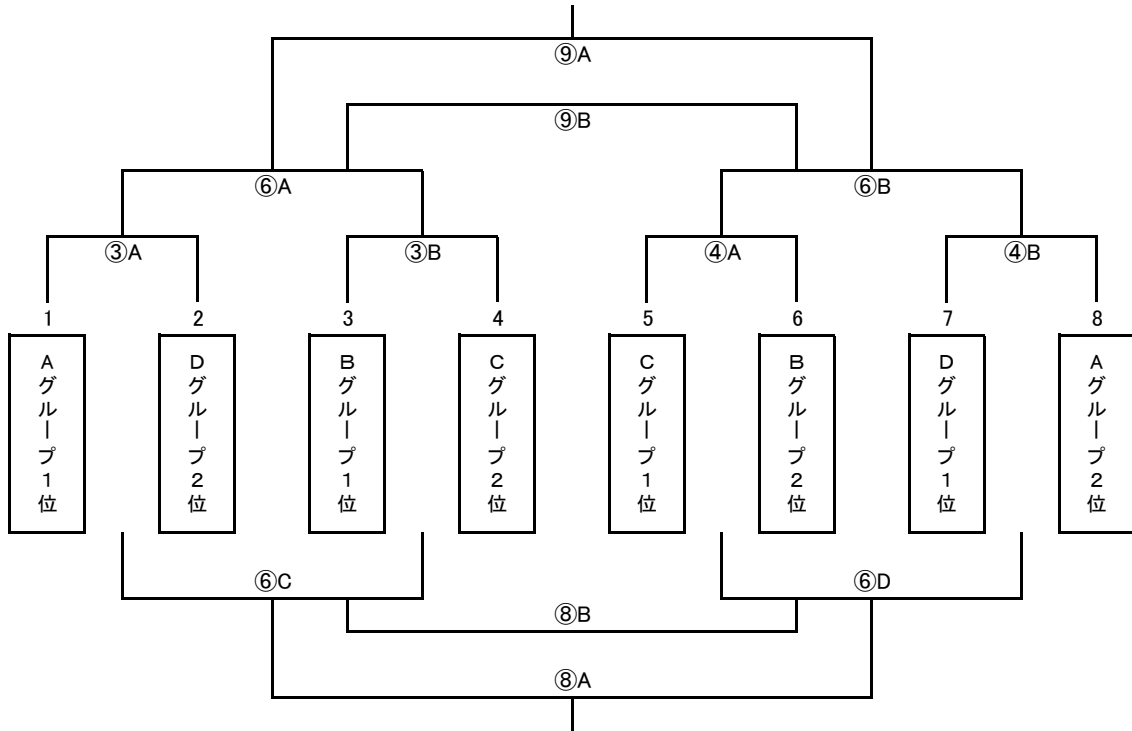 ⑨A
⑨B
⑥A
⑥B
③A
③B
④A
④B
1
2
3
4
5
6
7
8
Aグループ1位
Dグループ2位
Bグループ1位
Cグループ2位
Cグループ1位
Bグループ2位
Dグループ1位
Aグループ2位
⑥C
⑥D
⑧B
⑧A